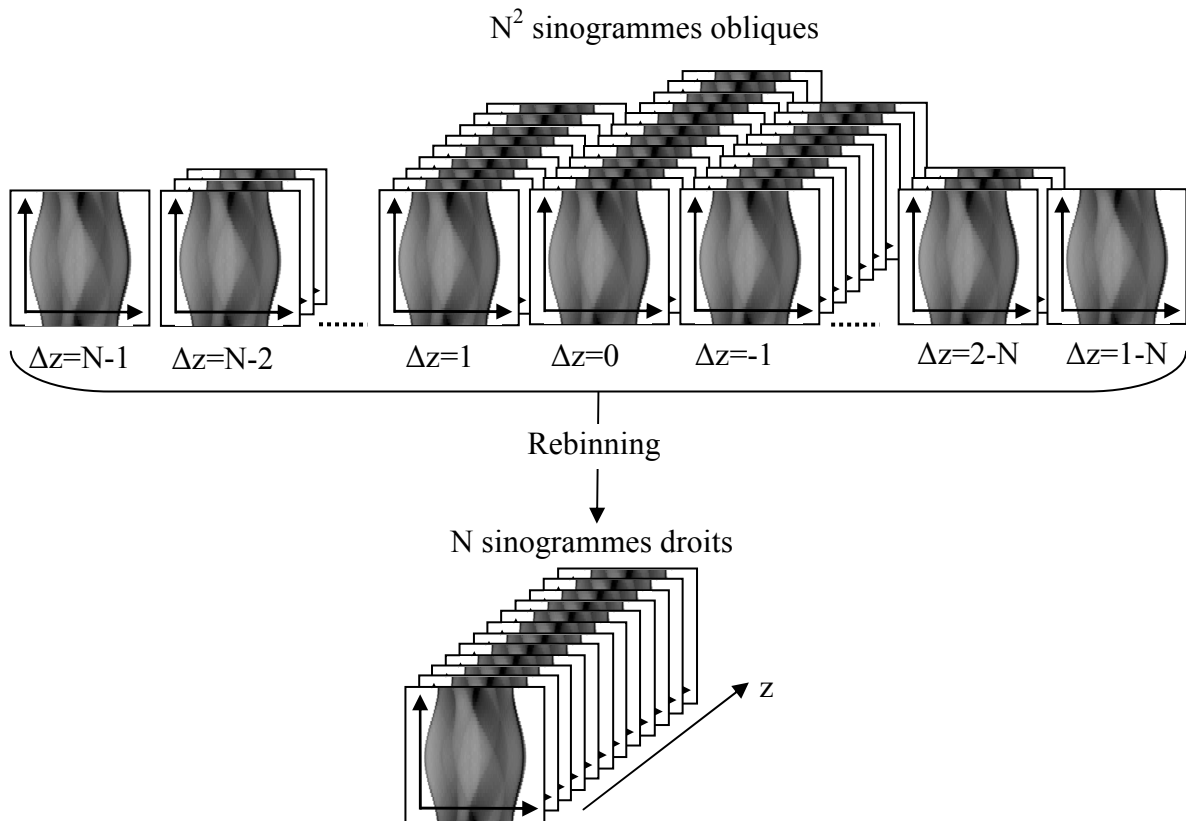 N² sinogrammes obliques
Δz=N-1 Δz=N-2 Δz=1 Δz=0 Δz=-1 Δz=2-N Δz=1-N
Rebinning
N sinogrammes droits
z